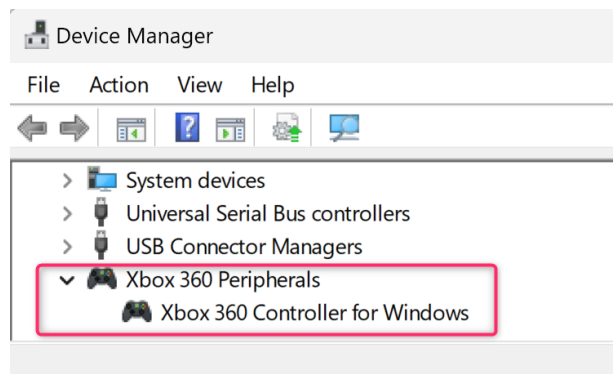 Device Manager
File Action View Help
System devices
Universal Serial Bus controllers
USB Connector Managers
Xbox 360 Peripherals
Xbox 360 Controller for Windows